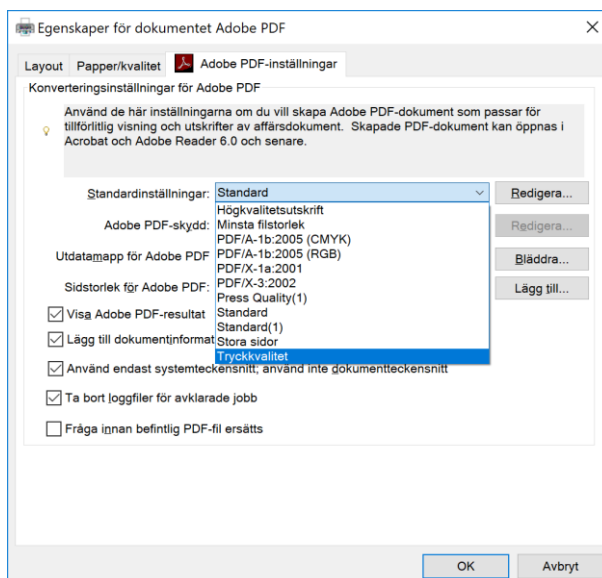 Egenskaper för dokumentet Adobe PDF
Layout Papper/kvalitet Adobe PDF-inställningar
Konverteringsinställningar för Adobe PDF
Använd de här inställningarna om du vill skapa Adobe PDF-dokument som passar för
tillförlitlig visning och utskrifter av affärsdokument. Skapade PDF-dokument kan öppnas i
Acrobat och Adobe Reader 6.0 och senare.
Standardinställningar: Standard Redigera...
Högkvalitetsutskrift
Minsta filstorlek
Adobe PDF-skydd: Redigera...
PDF/A-1b:2005 (CMYK)
PDF/A-1b:2005 (RGB)
Utdatamapp för Adobe PDF Bläddra...
PDF/X-1a:2001
PDF/X-3:2002
Sidstorlek för Adobe PDF: Lägg till...
Press Quality(1)
Visa Adobe PDF-resultat Standard
Standard(1)
Lägg till dokumentinformat Stora sidor
Tryckkvalitet
Använd endast systemteckensnitt; använd inte dokumentteckensnitt
Ta bort loggfiler för avklarade jobb
Fråga innan befintlig PDF-fil ersätts
OK Avbryt